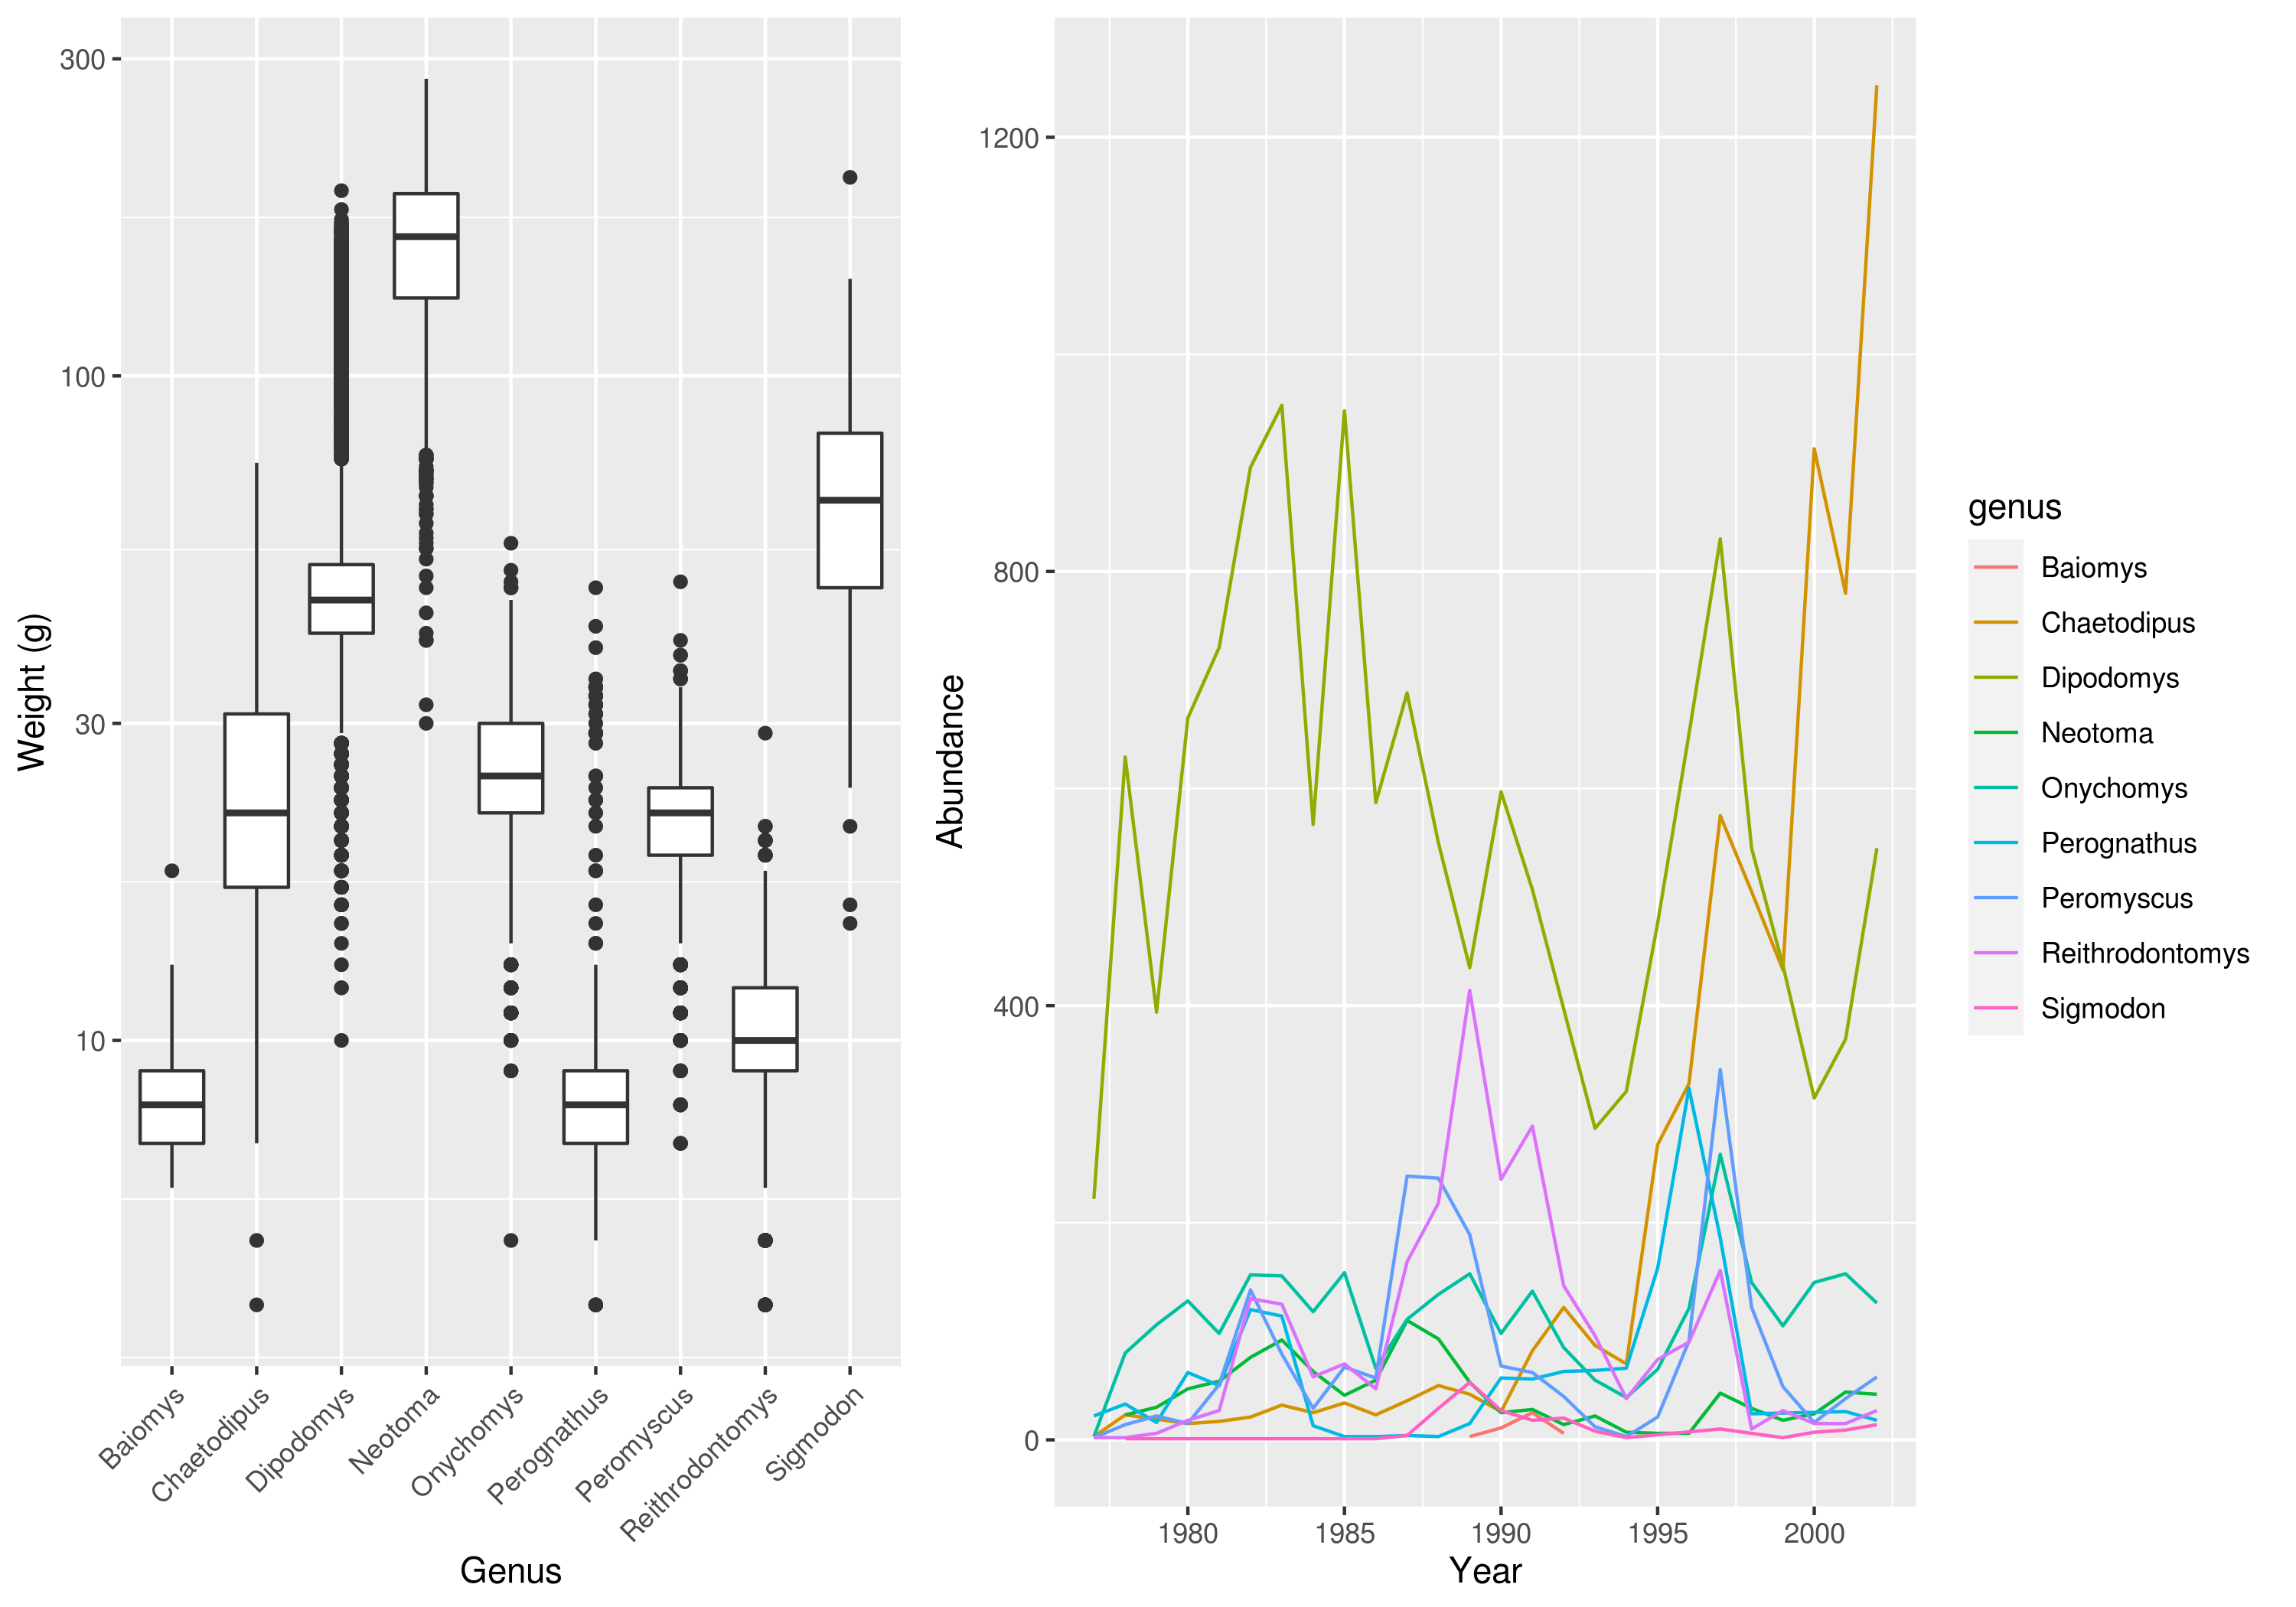 Weight (g)
300
100
30
10
Baiomys
Chaetodipus
Dipodomys
Neotoma
Onychomys
Perognathus
Peromyscus
Reithrodontomys
Sigmodon
Genus
Abundance
1200
800
400
0
1980
1985
1990
1995
2000
Year
genus
Baiomys
Chaetodipus
Dipodomys
Neotoma
Onychomys
Perognathus
Peromyscus
Reithrodontomys
Sigmodon